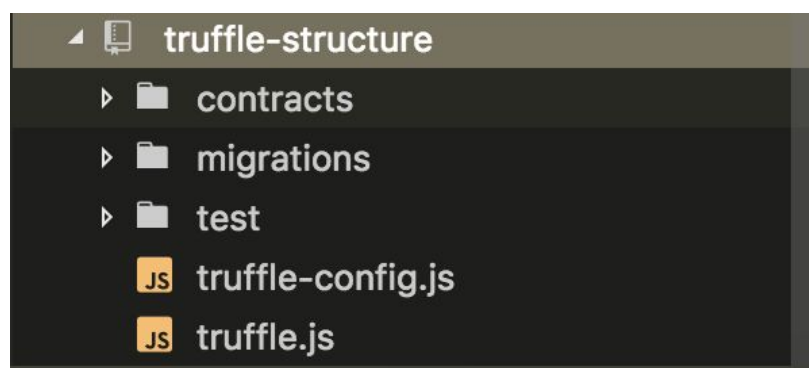 truffle-structure
contracts
migrations
test
JS truffle-config.js
JS truffle.js